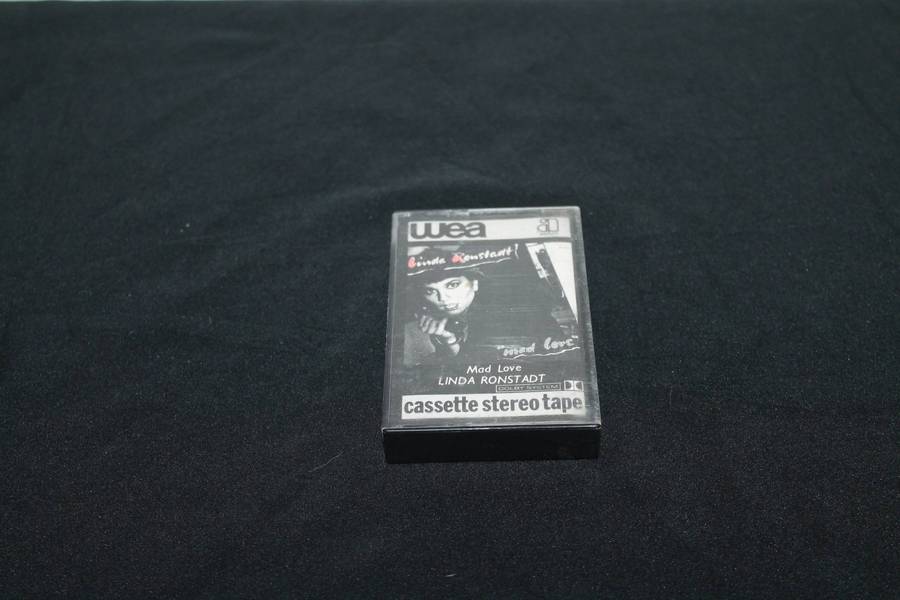 wea
Linda Ronstadt
"mad love"
Mad Love
LINDA RONSTADT
DOLBY SYSTEM
cassette stereo tape